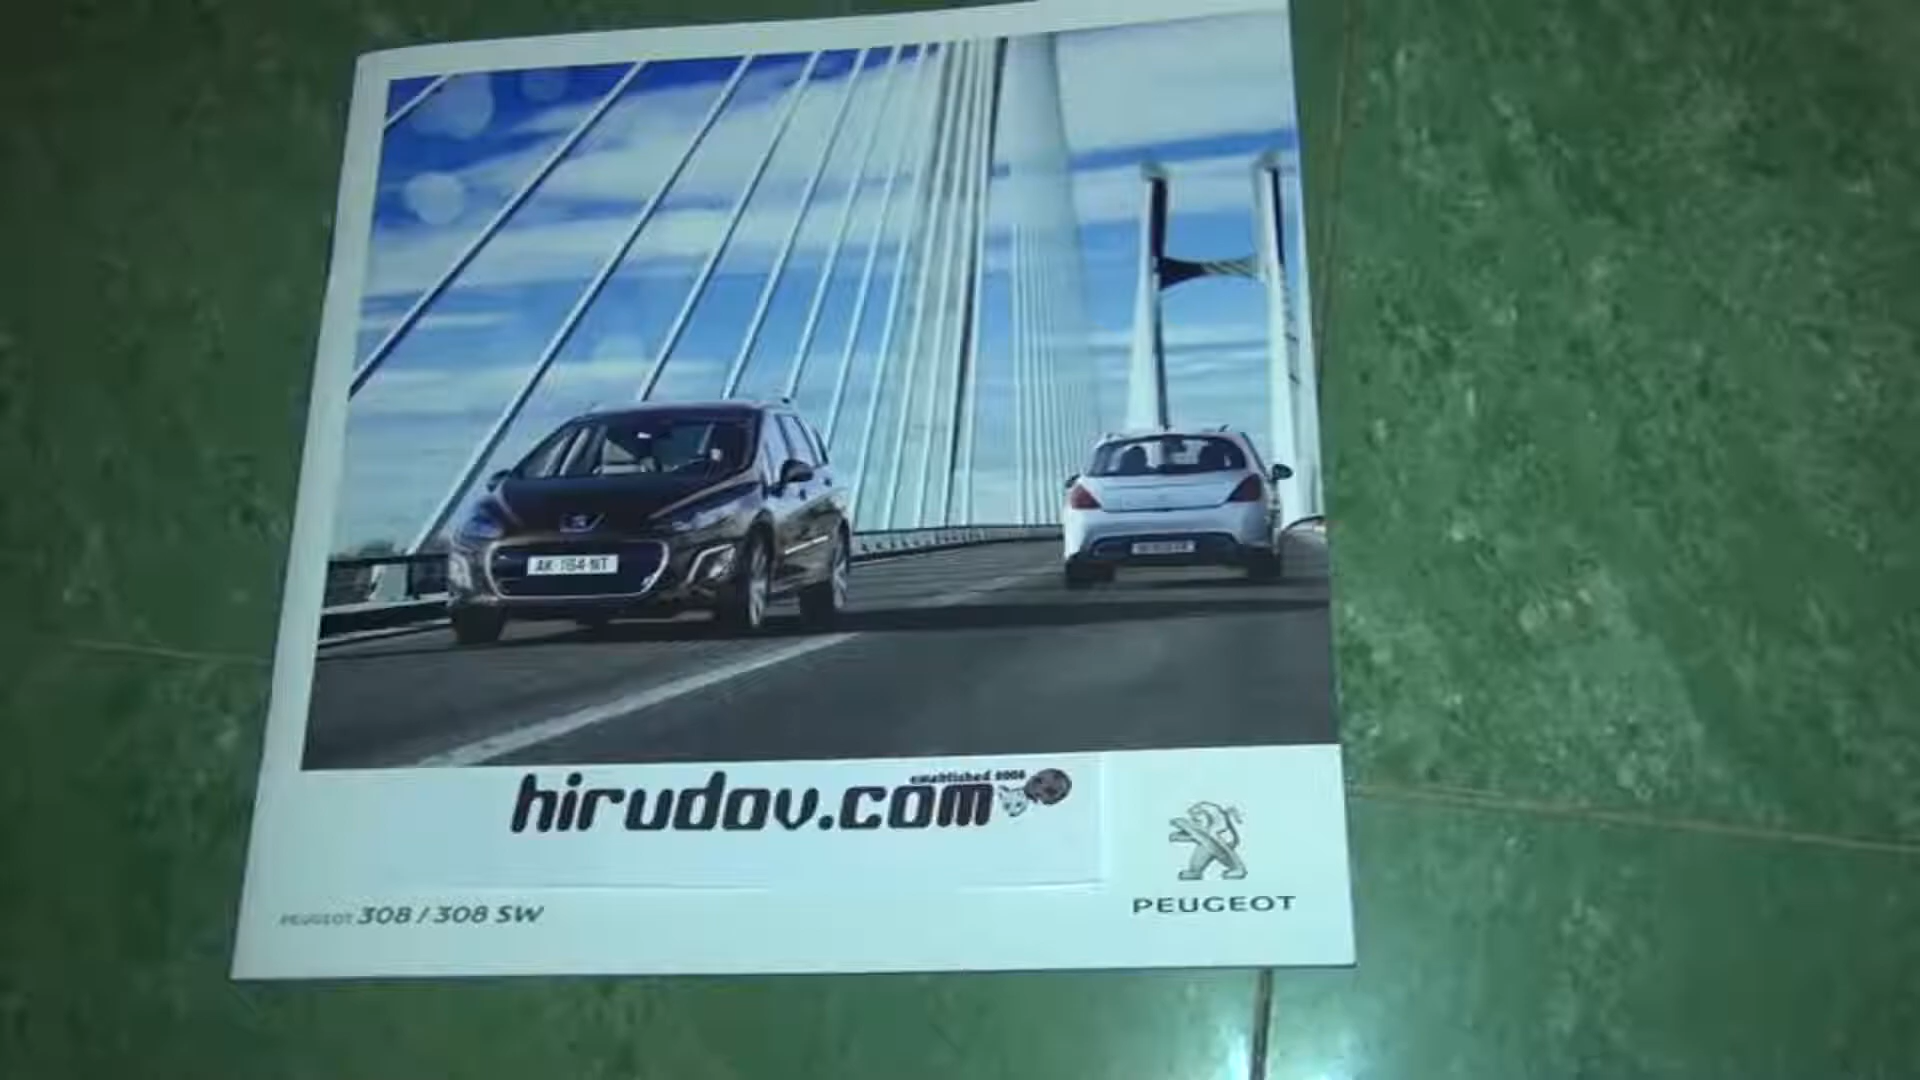 AK-164-NT
established 2006
hirudov.com
PEUGEOT
PEUGEOT 308 / 308 SW